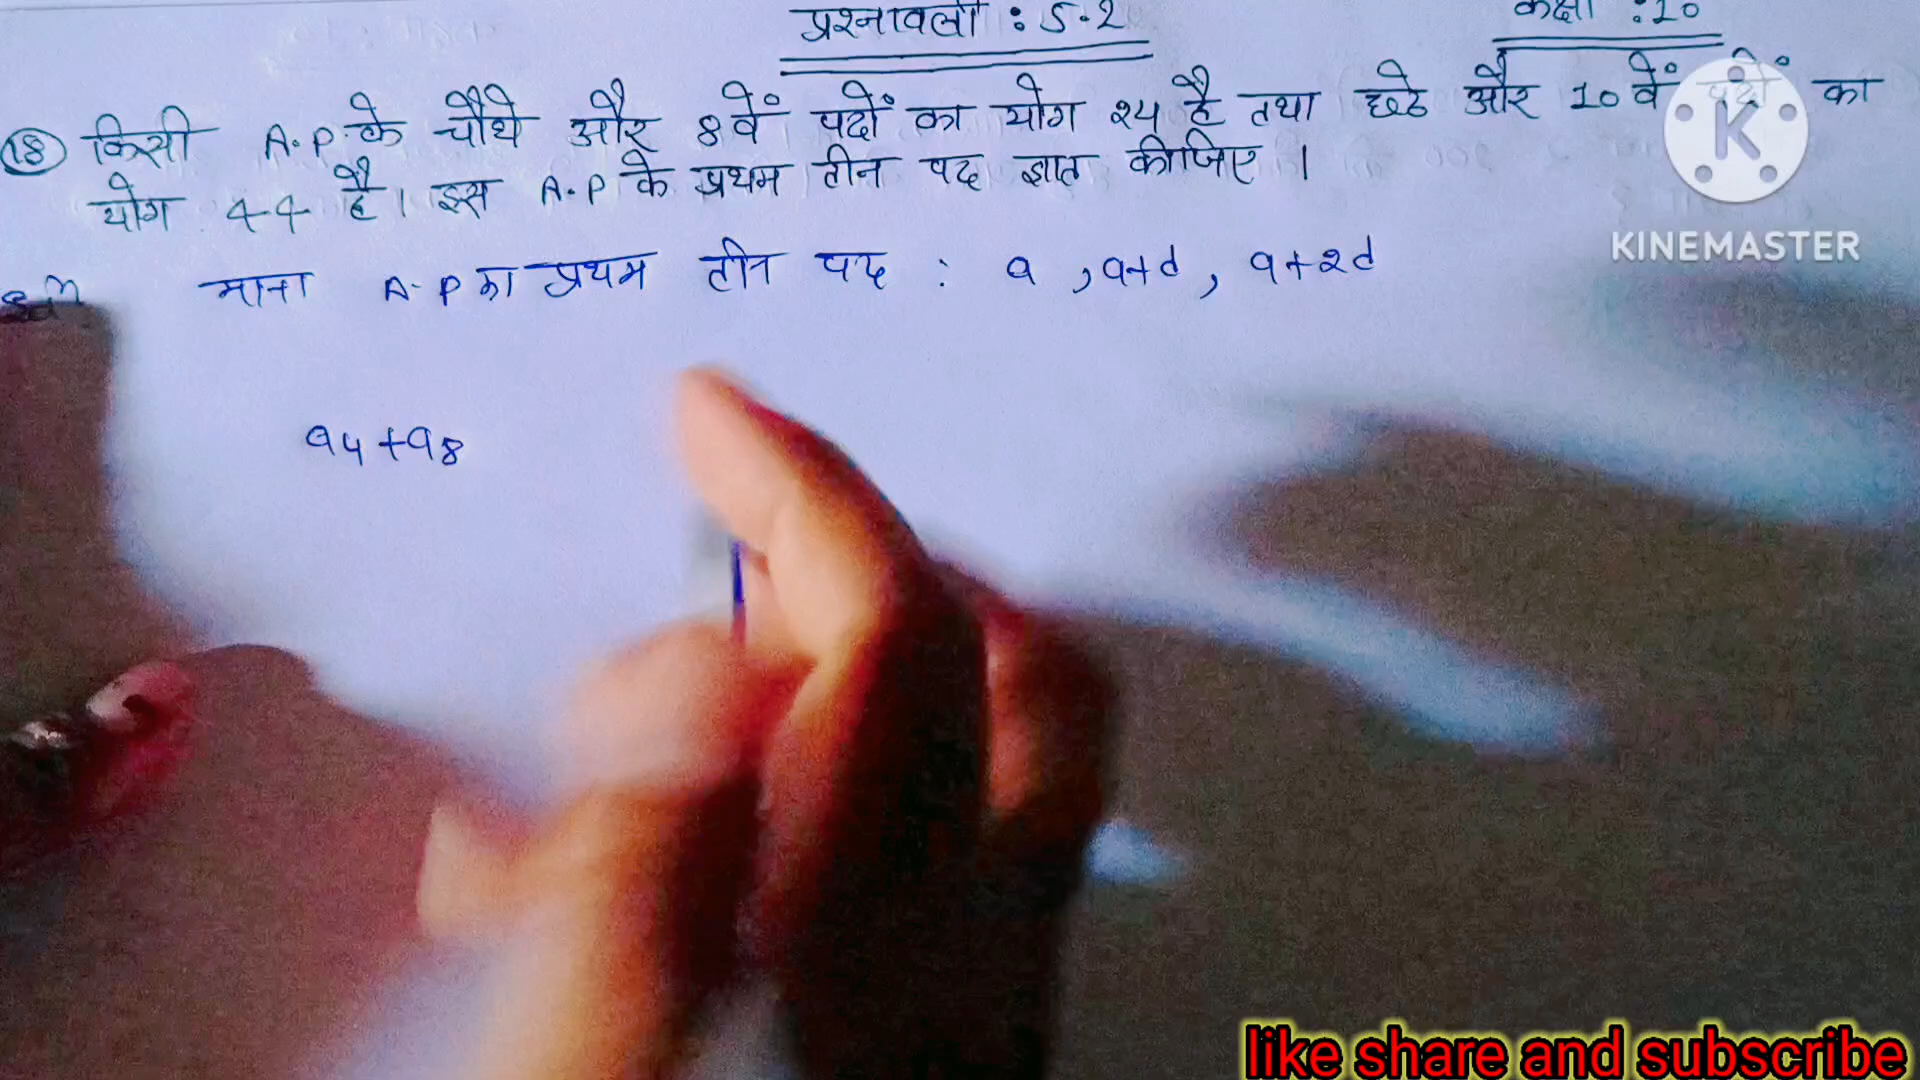 प्रश्नावली : 5.2
कक्षा : 10
(18) किसी A.P के चौथे और 8वें पदों का योग 24 है तथा छठे और 10वें पदों का
योग 44 है। इस A.P के प्रथम तीन पद ज्ञात कीजिए।
KINEMASTER
माना A.P का प्रथम तीन पद : a, a+d, a+2d
a4+a8
like share and subscribe